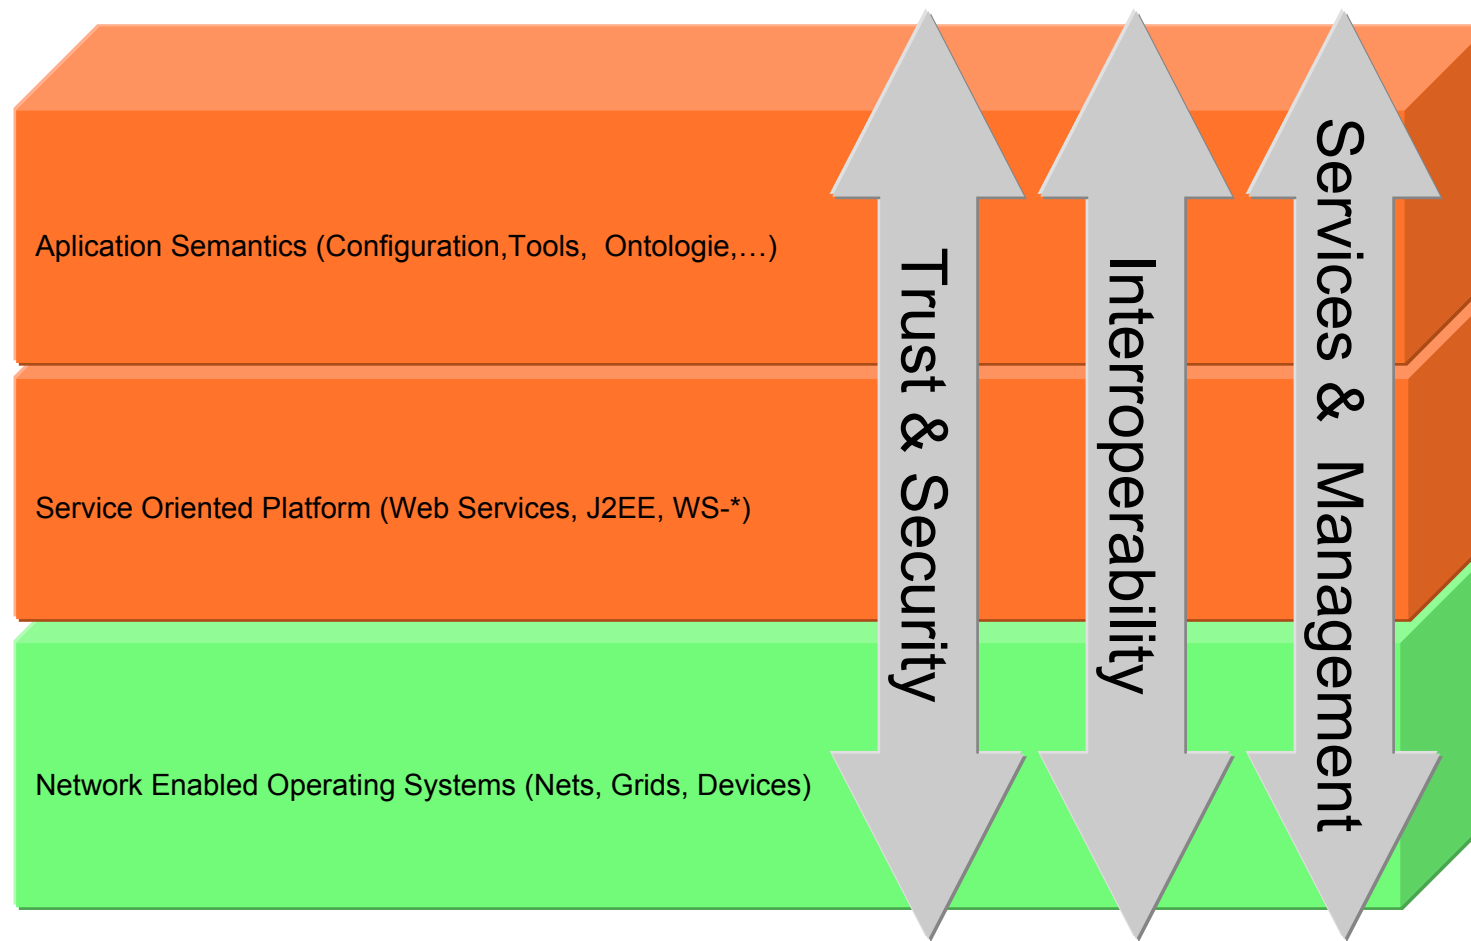 Aplication Semantics (Configuration,Tools,  Ontologie,…)
Service Oriented Platform (Web Services, J2EE, WS-*)
Network Enabled Operating Systems (Nets, Grids, Devices)
Trust & Security
Interroperability
Services &  Management